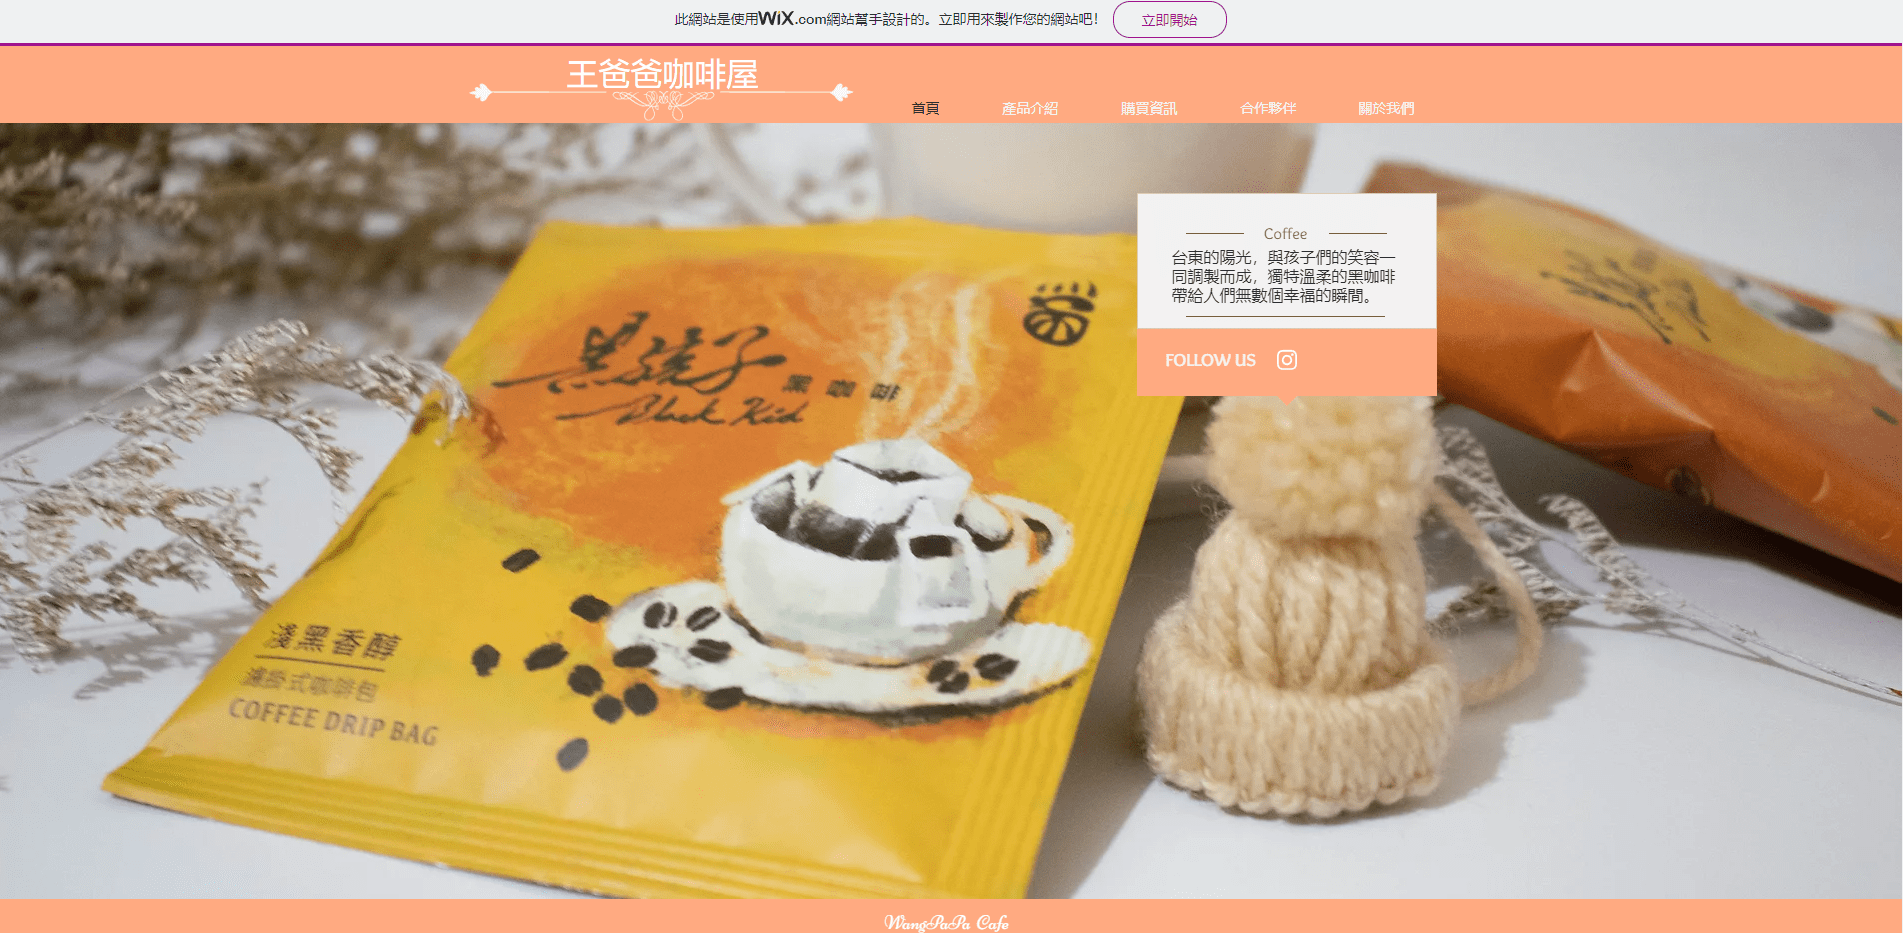 此網站是使用WiX.com網站幫手設計的。立即用來製作您的網站吧！ 立即開始
王爸爸咖啡屋
首頁 產品介紹 購買資訊 合作夥伴 關於我們
Coffee
台東的陽光，與孩子們的笑容一
同調製而成，獨特溫柔的黑咖啡
帶給人們無數個幸福的瞬間。
FOLLOW US
黑孩子 黑咖啡
Black Kid
淺黑香醇
濾掛式咖啡包
COFFEE DRIP BAG
WangPaPa Cafe